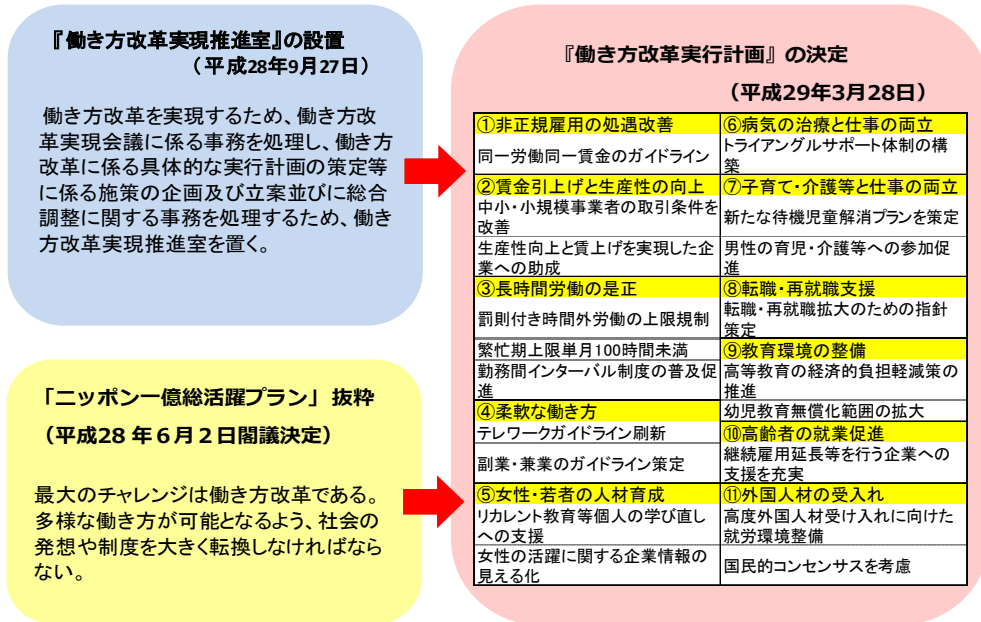 『働き方改革実現推進室』の設置
（平成28年9月27日）
働き方改革を実現するため、働き方改
革実現会議に係る事務を処理し、働き方
改革に係る具体的な実行計画の策定等
に係る施策の企画及び立案並びに総合
調整に関する事務を処理するため、働き
方改革実現推進室を置く。
「ニッポン一億総活躍プラン」抜粋
（平成28 年６月２日閣議決定）
最大のチャレンジは働き方改革である。
多様な働き方が可能となるよう、社会の
発想や制度を大きく転換しなければなら
ない。
『働き方改革実行計画』の決定
（平成29年3月28日）
①非正規雇用の処遇改善
同一労働同一賃金のガイドライン
②賃金引上げと生産性の向上
中小・小規模事業者の取引条件を
改善
生産性向上と賃上げを実現した企
業への助成
③長時間労働の是正
罰則付き時間外労働の上限規制
繁忙期上限単月100時間未満
勤務間インターバル制度の普及促
進
④柔軟な働き方
テレワークガイドライン刷新
副業・兼業のガイドライン策定
⑤女性・若者の人材育成
リカレント教育等個人の学び直し
への支援
女性の活躍に関する企業情報の
見える化
⑥病気の治療と仕事の両立
トライアングルサポート体制の構
築
⑦子育て・介護等と仕事の両立
新たな待機児童解消プランを策定
男性の育児・介護等への参加促
進
⑧転職・再就職支援
転職・再就職拡大のための指針
策定
⑨教育環境の整備
高等教育の経済的負担軽減策の
推進
幼児教育無償化範囲の拡大
⑩高齢者の就業促進
継続雇用延長等を行う企業への
支援を充実
⑪外国人材の受入れ
高度外国人材受け入れに向けた
就労環境整備
国民的コンセンサスを考慮